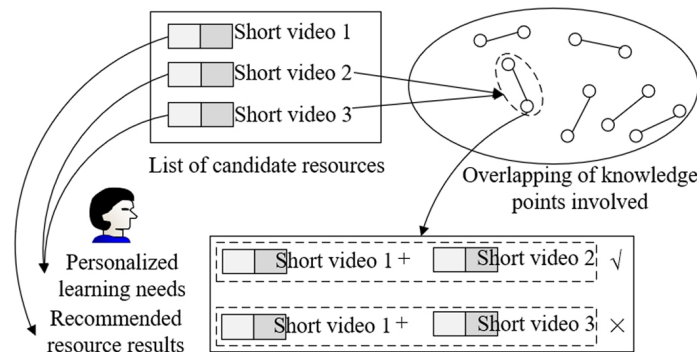 Short video 1
Short video 2
Short video 3
List of candidate resources
Overlapping of knowledge
points involved
Personalized
learning needs
Recommended
resource results
Short video 1 + Short video 2 √
Short video 1 + Short video 3 ×